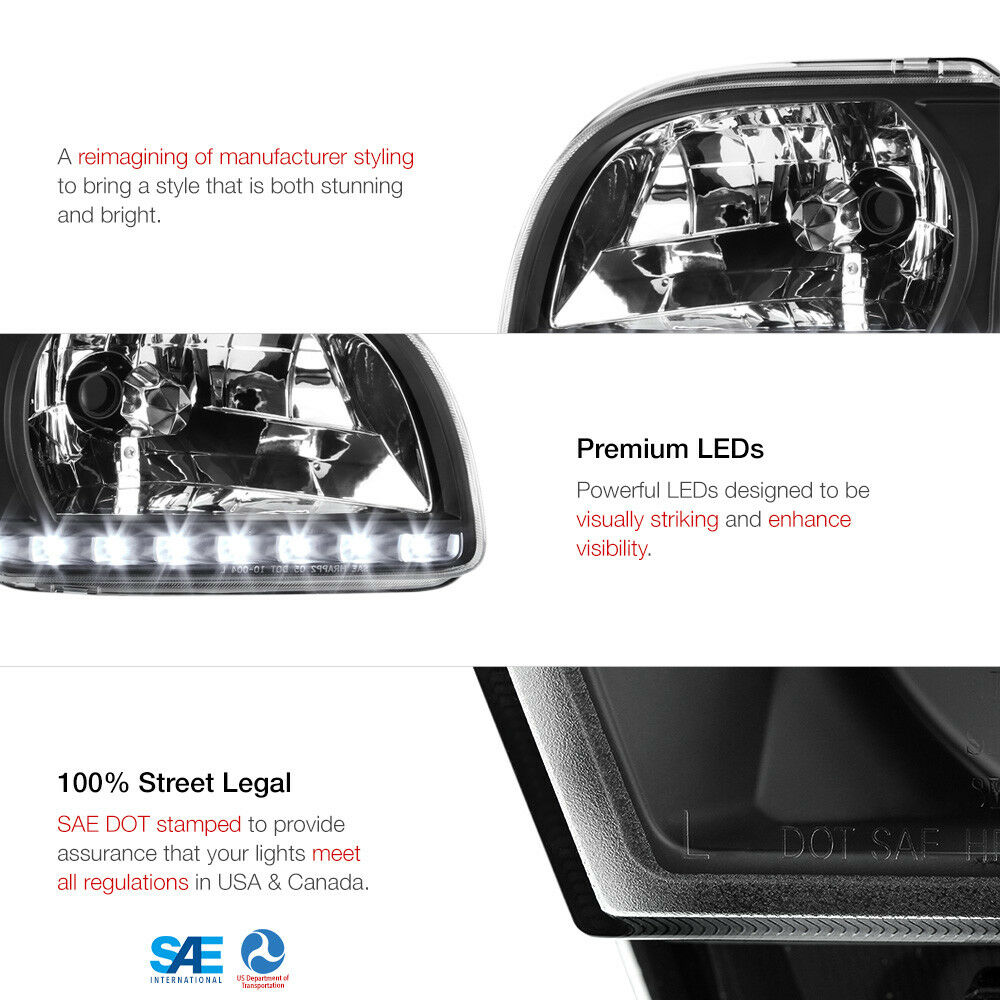 A reimagining of manufacturer styling
to bring a style that is both stunning
and bright.
Premium LEDs
Powerful LEDs designed to be
visually striking and enhance
visibility.
SAE HRAPP2 05 DOT 10-004 L
100% Street Legal
SAE DOT stamped to provide
assurance that your lights meet
all regulations in USA & Canada.
L DOT SAE
SAE
INTERNATIONAL
US Department of
Transportation